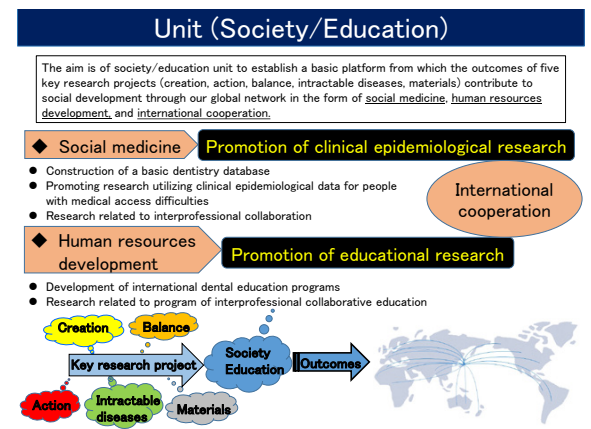 Unit (Society/Education)
The aim is of society/education unit to establish a basic platform from which the outcomes of five
key research projects (creation, action, balance, intractable diseases, materials) contribute to
social development through our global network in the form of social medicine, human resources
development, and international cooperation.
◆ Social medicine
Promotion of clinical epidemiological research
● Construction of a basic dentistry database
● Promoting research utilizing clinical epidemiological data for people
with medical access difficulties
● Research related to interprofessional collaboration
International
cooperation
◆ Human resources
development
Promotion of educational research
● Development of international dental education programs
● Research related to program of interprofessional collaborative education
Creation
Balance
Key research project
Society
Education
Outcomes
Action
Intractable
diseases
Materials